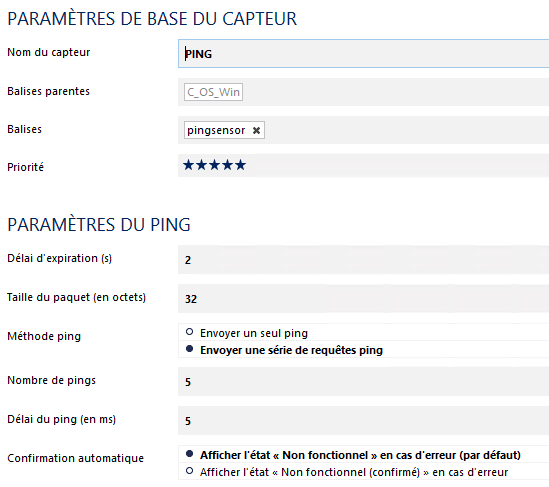 PARAMÈTRES DE BASE DU CAPTEUR
Nom du capteur PING
Balises parentes C_OS_Win
Balises pingsensor ✖
Priorité ★★★★★
PARAMÈTRES DU PING
Délai d'expiration (s) 2
Taille du paquet (en octets) 32
Méthode ping Envoyer un seul ping
Envoyer une série de requêtes ping
Nombre de pings 5
Délai du ping (en ms) 5
Confirmation automatique Afficher l'état « Non fonctionnel » en cas d'erreur (par défaut)
Afficher l'état « Non fonctionnel (confirmé) » en cas d'erreur